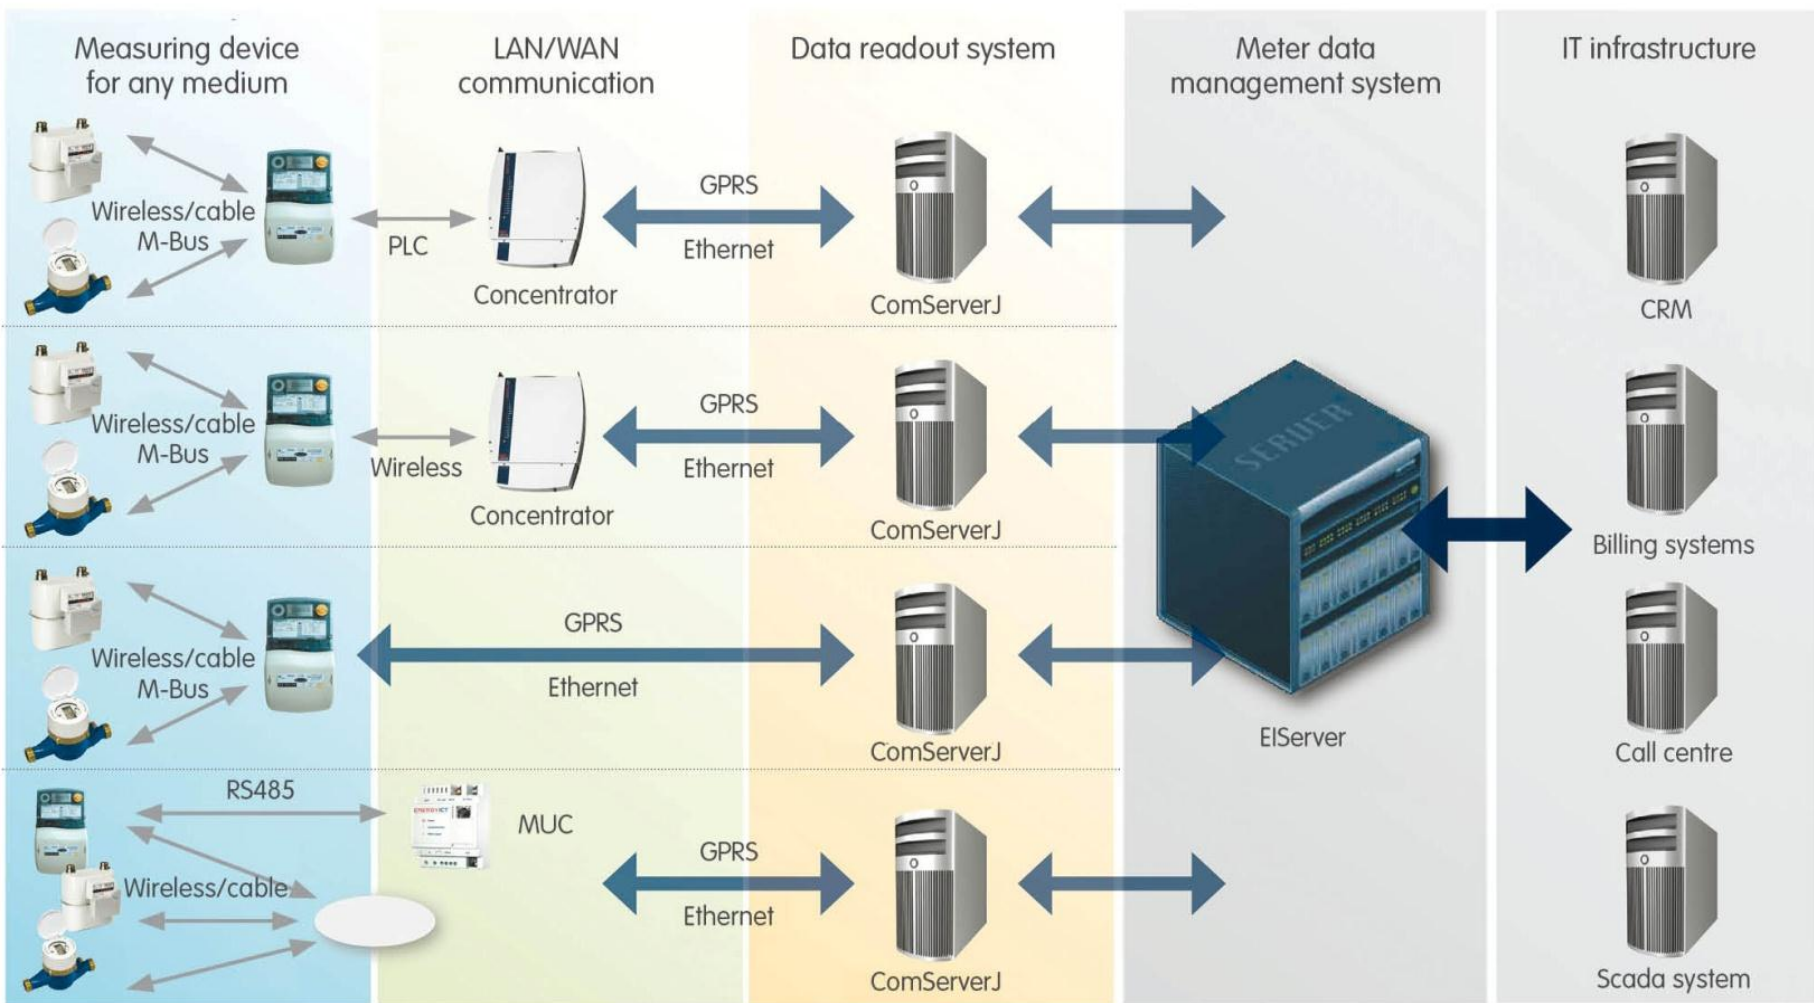 Measuring device
for any medium
LAN/WAN
communication
Data readout system
Meter data
management system
IT infrastructure
Wireless/cable
M-Bus
PLC
Concentrator
GPRS
Ethernet
ComServerJ
CRM
Wireless/cable
M-Bus
Wireless
Concentrator
GPRS
Ethernet
ComServerJ
SERVER
Billing systems
Wireless/cable
M-Bus
GPRS
Ethernet
ComServerJ
EIServer
Call centre
RS485
MUC
Wireless/cable
GPRS
Ethernet
ComServerJ
Scada system